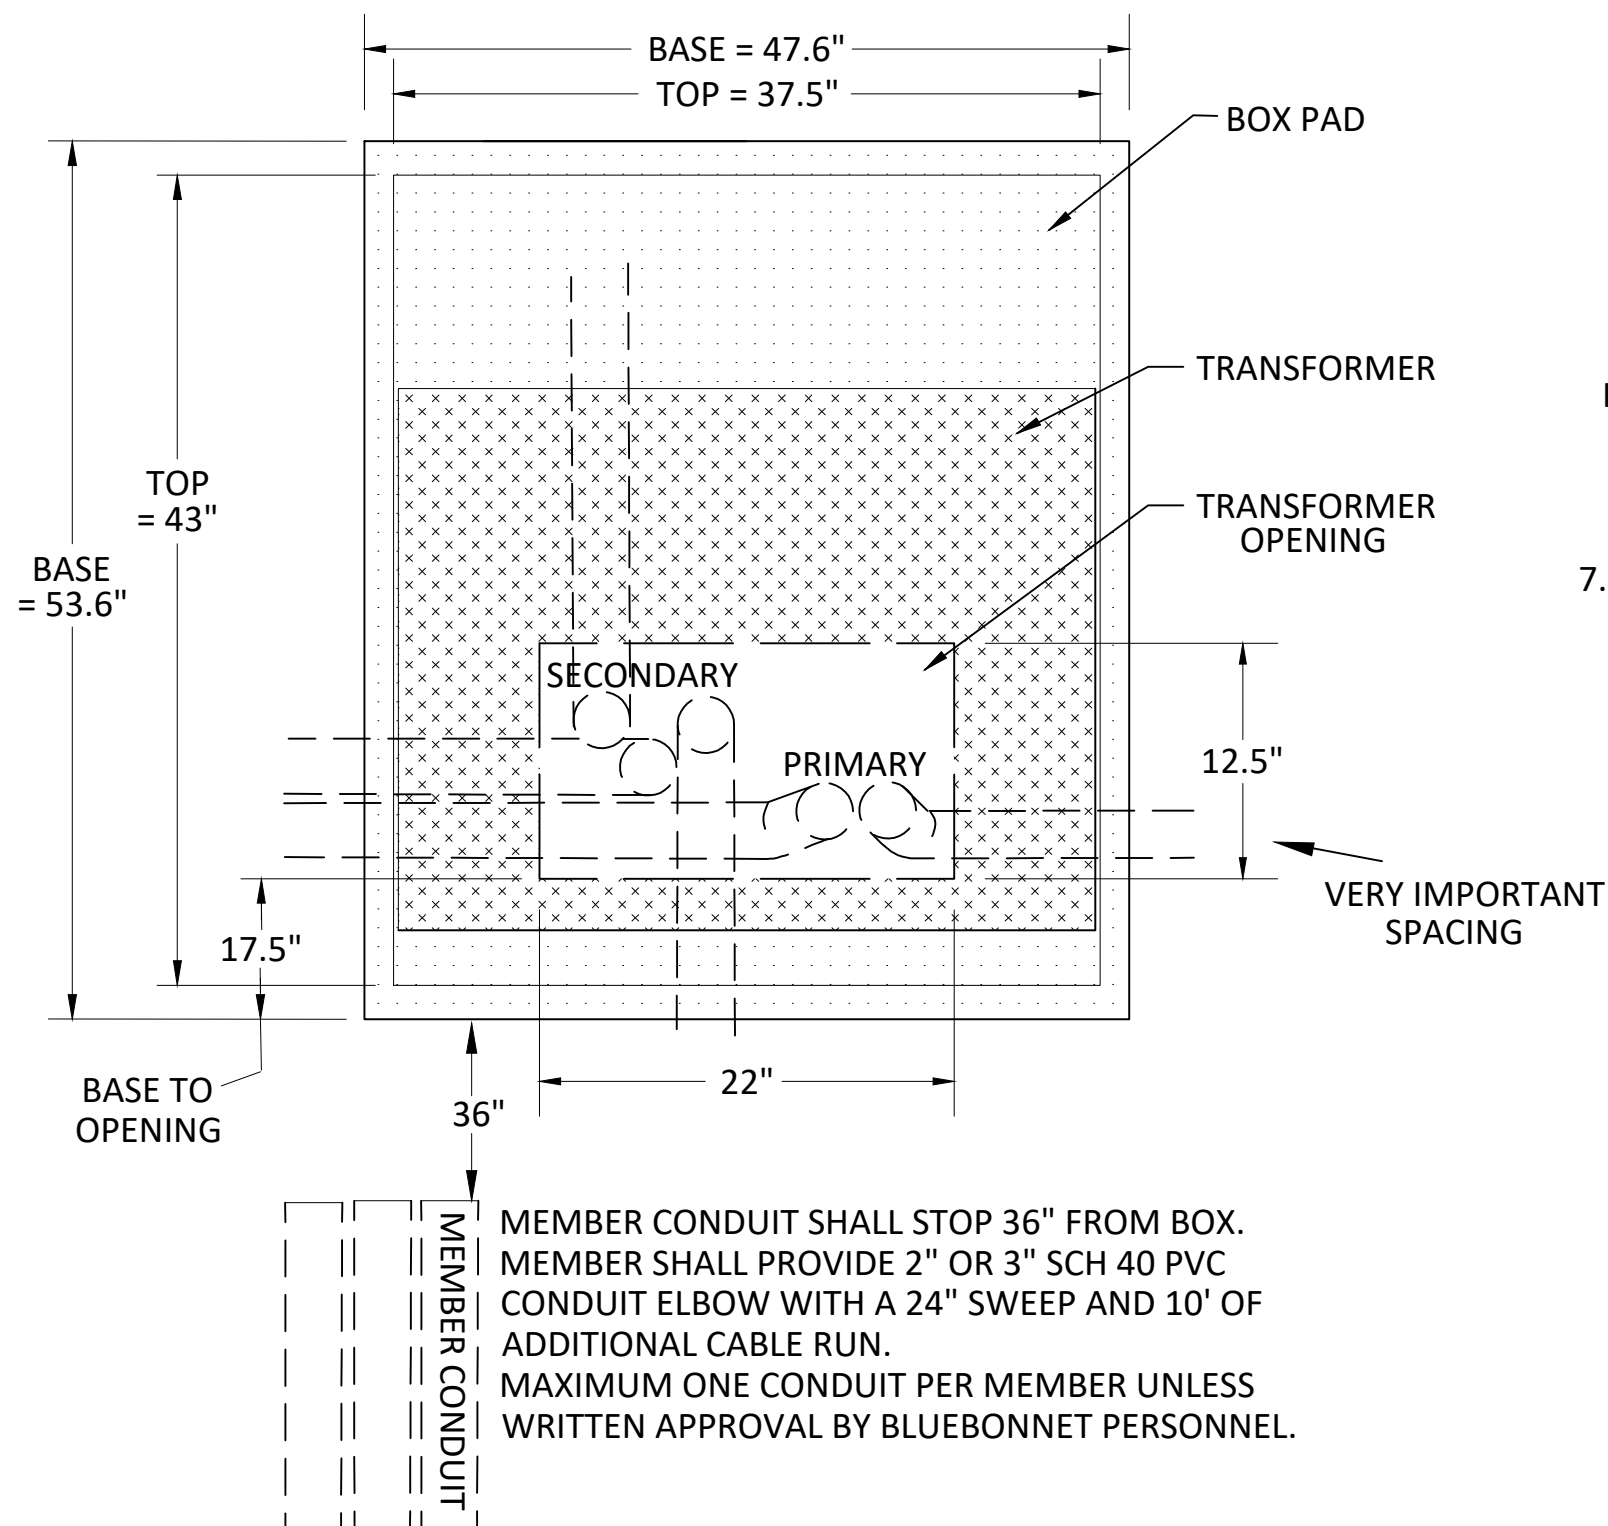 BASE = 47.6"
TOP = 37.5"
BOX PAD
TRANSFORMER
TOP
= 43"
TRANSFORMER
OPENING
BASE
= 53.6"
7.
SECONDARY
PRIMARY
12.5"
VERY IMPORTANT
SPACING
17.5"
BASE TO
OPENING
22"
36"
MEMBER CONDUIT
MEMBER CONDUIT SHALL STOP 36" FROM BOX.
MEMBER SHALL PROVIDE 2" OR 3" SCH 40 PVC
CONDUIT ELBOW WITH A 24" SWEEP AND 10' OF
ADDITIONAL CABLE RUN.
MAXIMUM ONE CONDUIT PER MEMBER UNLESS
WRITTEN APPROVAL BY BLUEBONNET PERSONNEL.